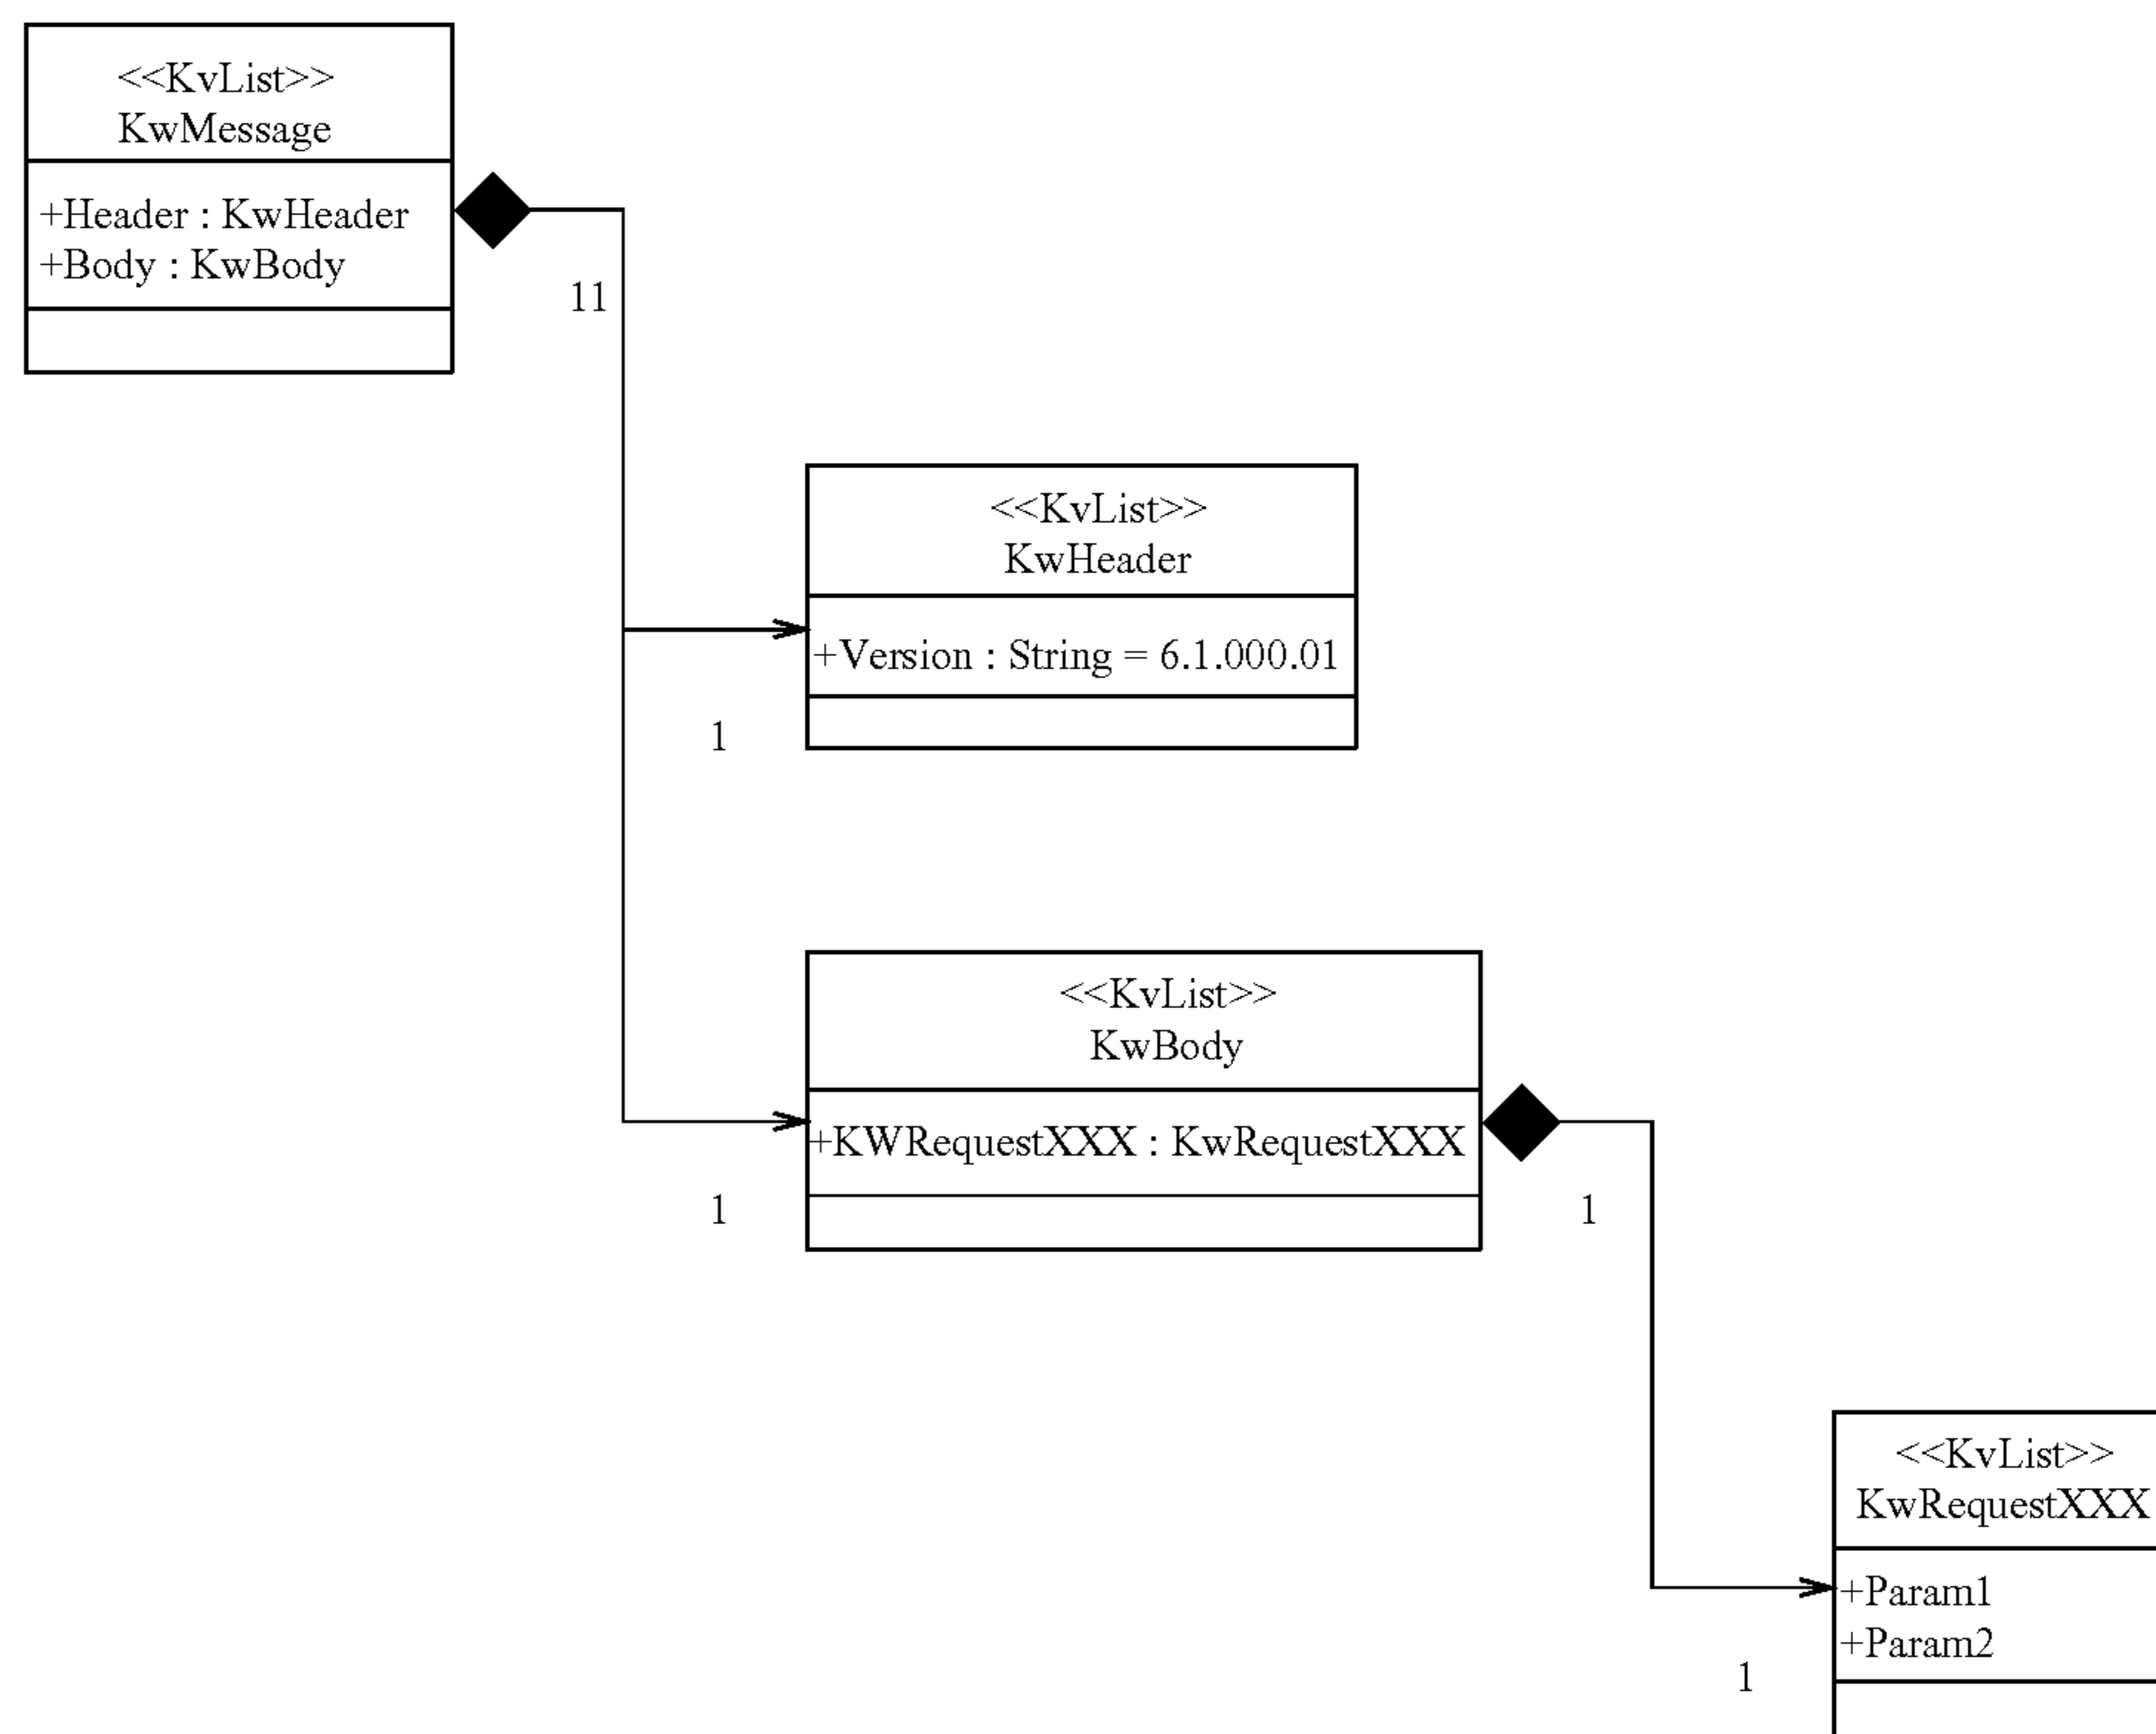 <<KvList>>
KwMessage
+Header : KwHeader
+Body : KwBody
11
<<KvList>>
KwHeader
+Version : String = 6.1.000.01
1
<<KvList>>
KwBody
+KWRequestXXX : KwRequestXXX
1
1
<<KvList>>
KwRequestXXX
+Param1
+Param2
1